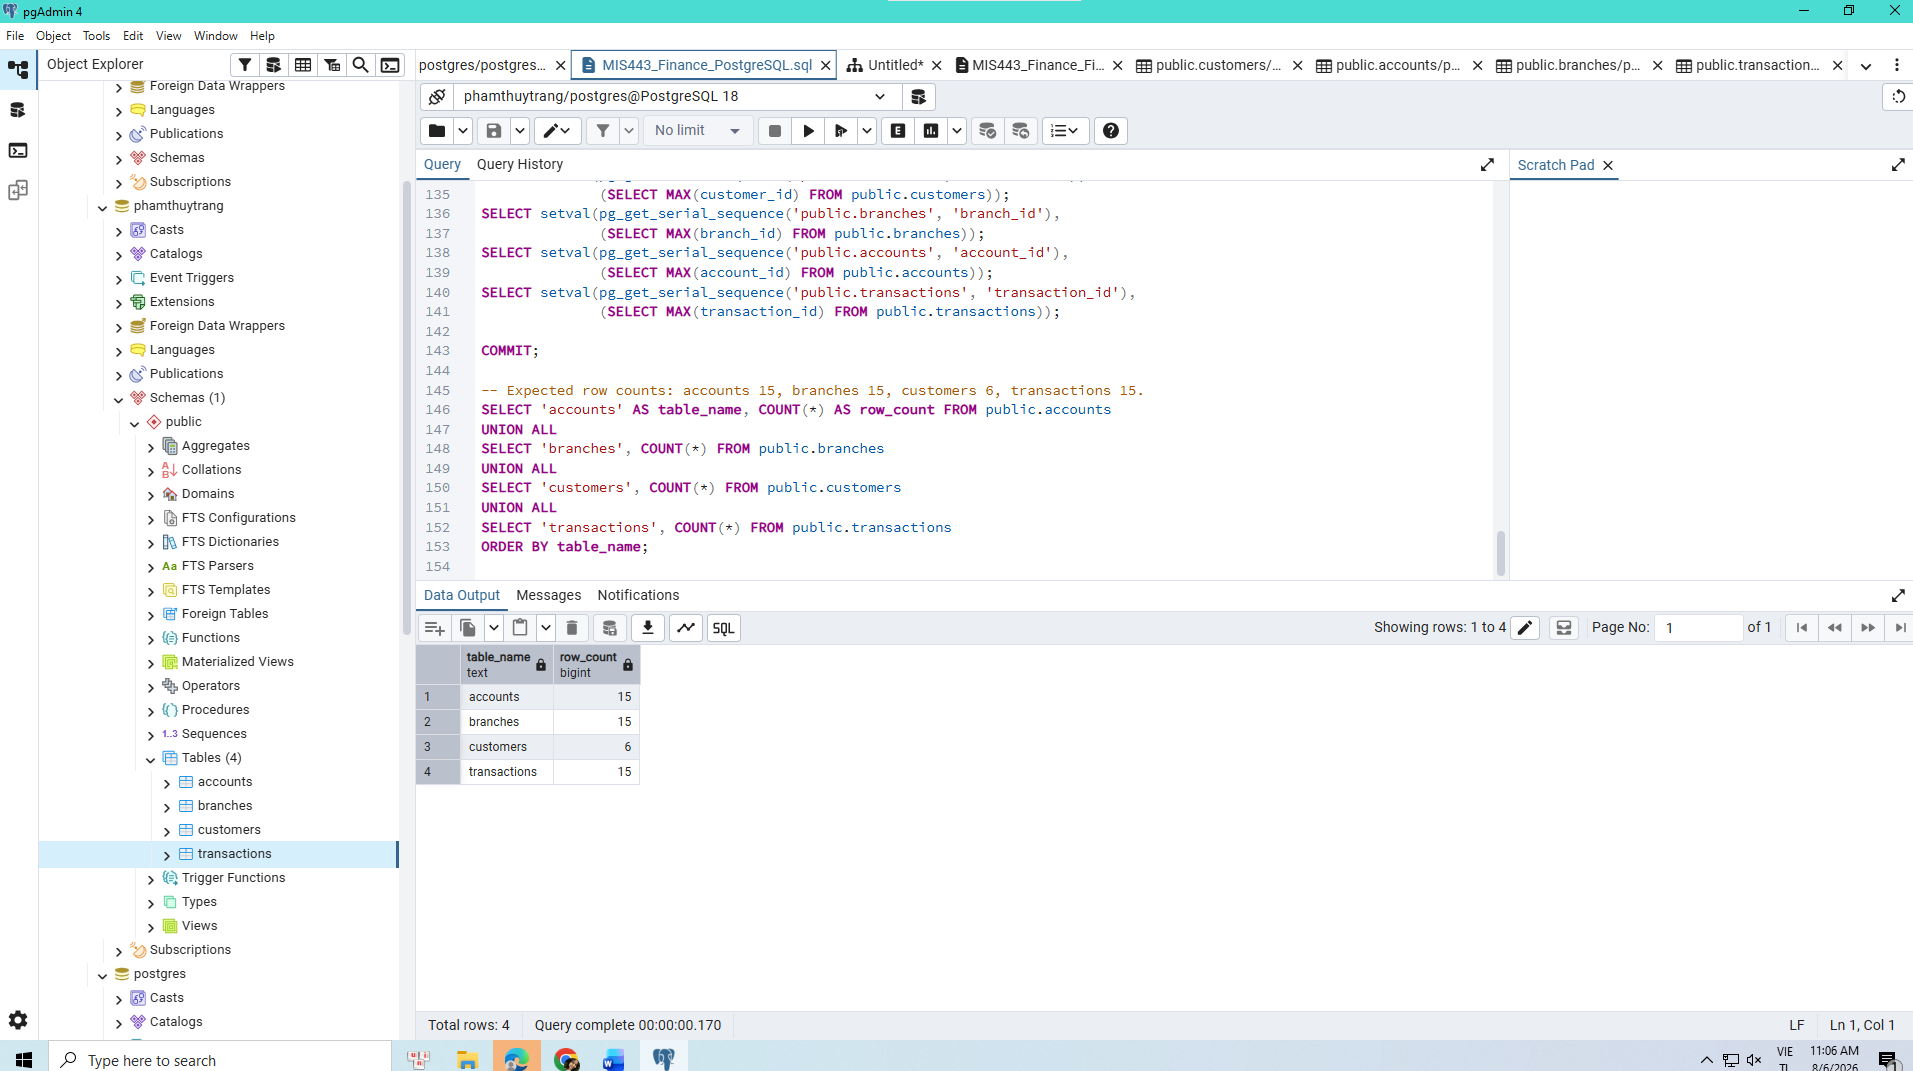 pgAdmin 4
File Object Tools Edit View Window Help
Object Explorer
postgres/postgres...
MIS443_Finance_PostgreSQL.sql
Untitled*
MIS443_Finance_Fi...
public.customers/...
public.accounts/p...
public.branches/p...
public.transaction...
phamthuytrang/postgres@PostgreSQL 18
No limit
E
Query Query History
Scratch Pad
Foreign Data Wrappers
Languages
Publications
Schemas
Subscriptions
phamthuytrang
Casts
Catalogs
Event Triggers
Extensions
Foreign Data Wrappers
Languages
Publications
Schemas (1)
public
Aggregates
Collations
Domains
FTS Configurations
FTS Dictionaries
Aa FTS Parsers
FTS Templates
Foreign Tables
Functions
Materialized Views
Operators
Procedures
1..3 Sequences
Tables (4)
accounts
branches
customers
transactions
Trigger Functions
Types
Views
Subscriptions
postgres
Casts
Catalogs
135 (SELECT MAX(customer_id) FROM public.customers));
136 SELECT setval(pg_get_serial_sequence('public.branches', 'branch_id'),
137 (SELECT MAX(branch_id) FROM public.branches));
138 SELECT setval(pg_get_serial_sequence('public.accounts', 'account_id'),
139 (SELECT MAX(account_id) FROM public.accounts));
140 SELECT setval(pg_get_serial_sequence('public.transactions', 'transaction_id'),
141 (SELECT MAX(transaction_id) FROM public.transactions));
142
143 COMMIT;
144
145 -- Expected row counts: accounts 15, branches 15, customers 6, transactions 15.
146 SELECT 'accounts' AS table_name, COUNT(*) AS row_count FROM public.accounts
147 UNION ALL
148 SELECT 'branches', COUNT(*) FROM public.branches
149 UNION ALL
150 SELECT 'customers', COUNT(*) FROM public.customers
151 UNION ALL
152 SELECT 'transactions', COUNT(*) FROM public.transactions
153 ORDER BY table_name;
154
Data Output Messages Notifications
SQL
Showing rows: 1 to 4
Page No: 1 of 1
table_name row_count
text bigint
1 accounts 15
2 branches 15
3 customers 6
4 transactions 15
Total rows: 4 Query complete 00:00:00.170
LF Ln 1, Col 1
Type here to search
VIE 11:06 AM
8/6/2026